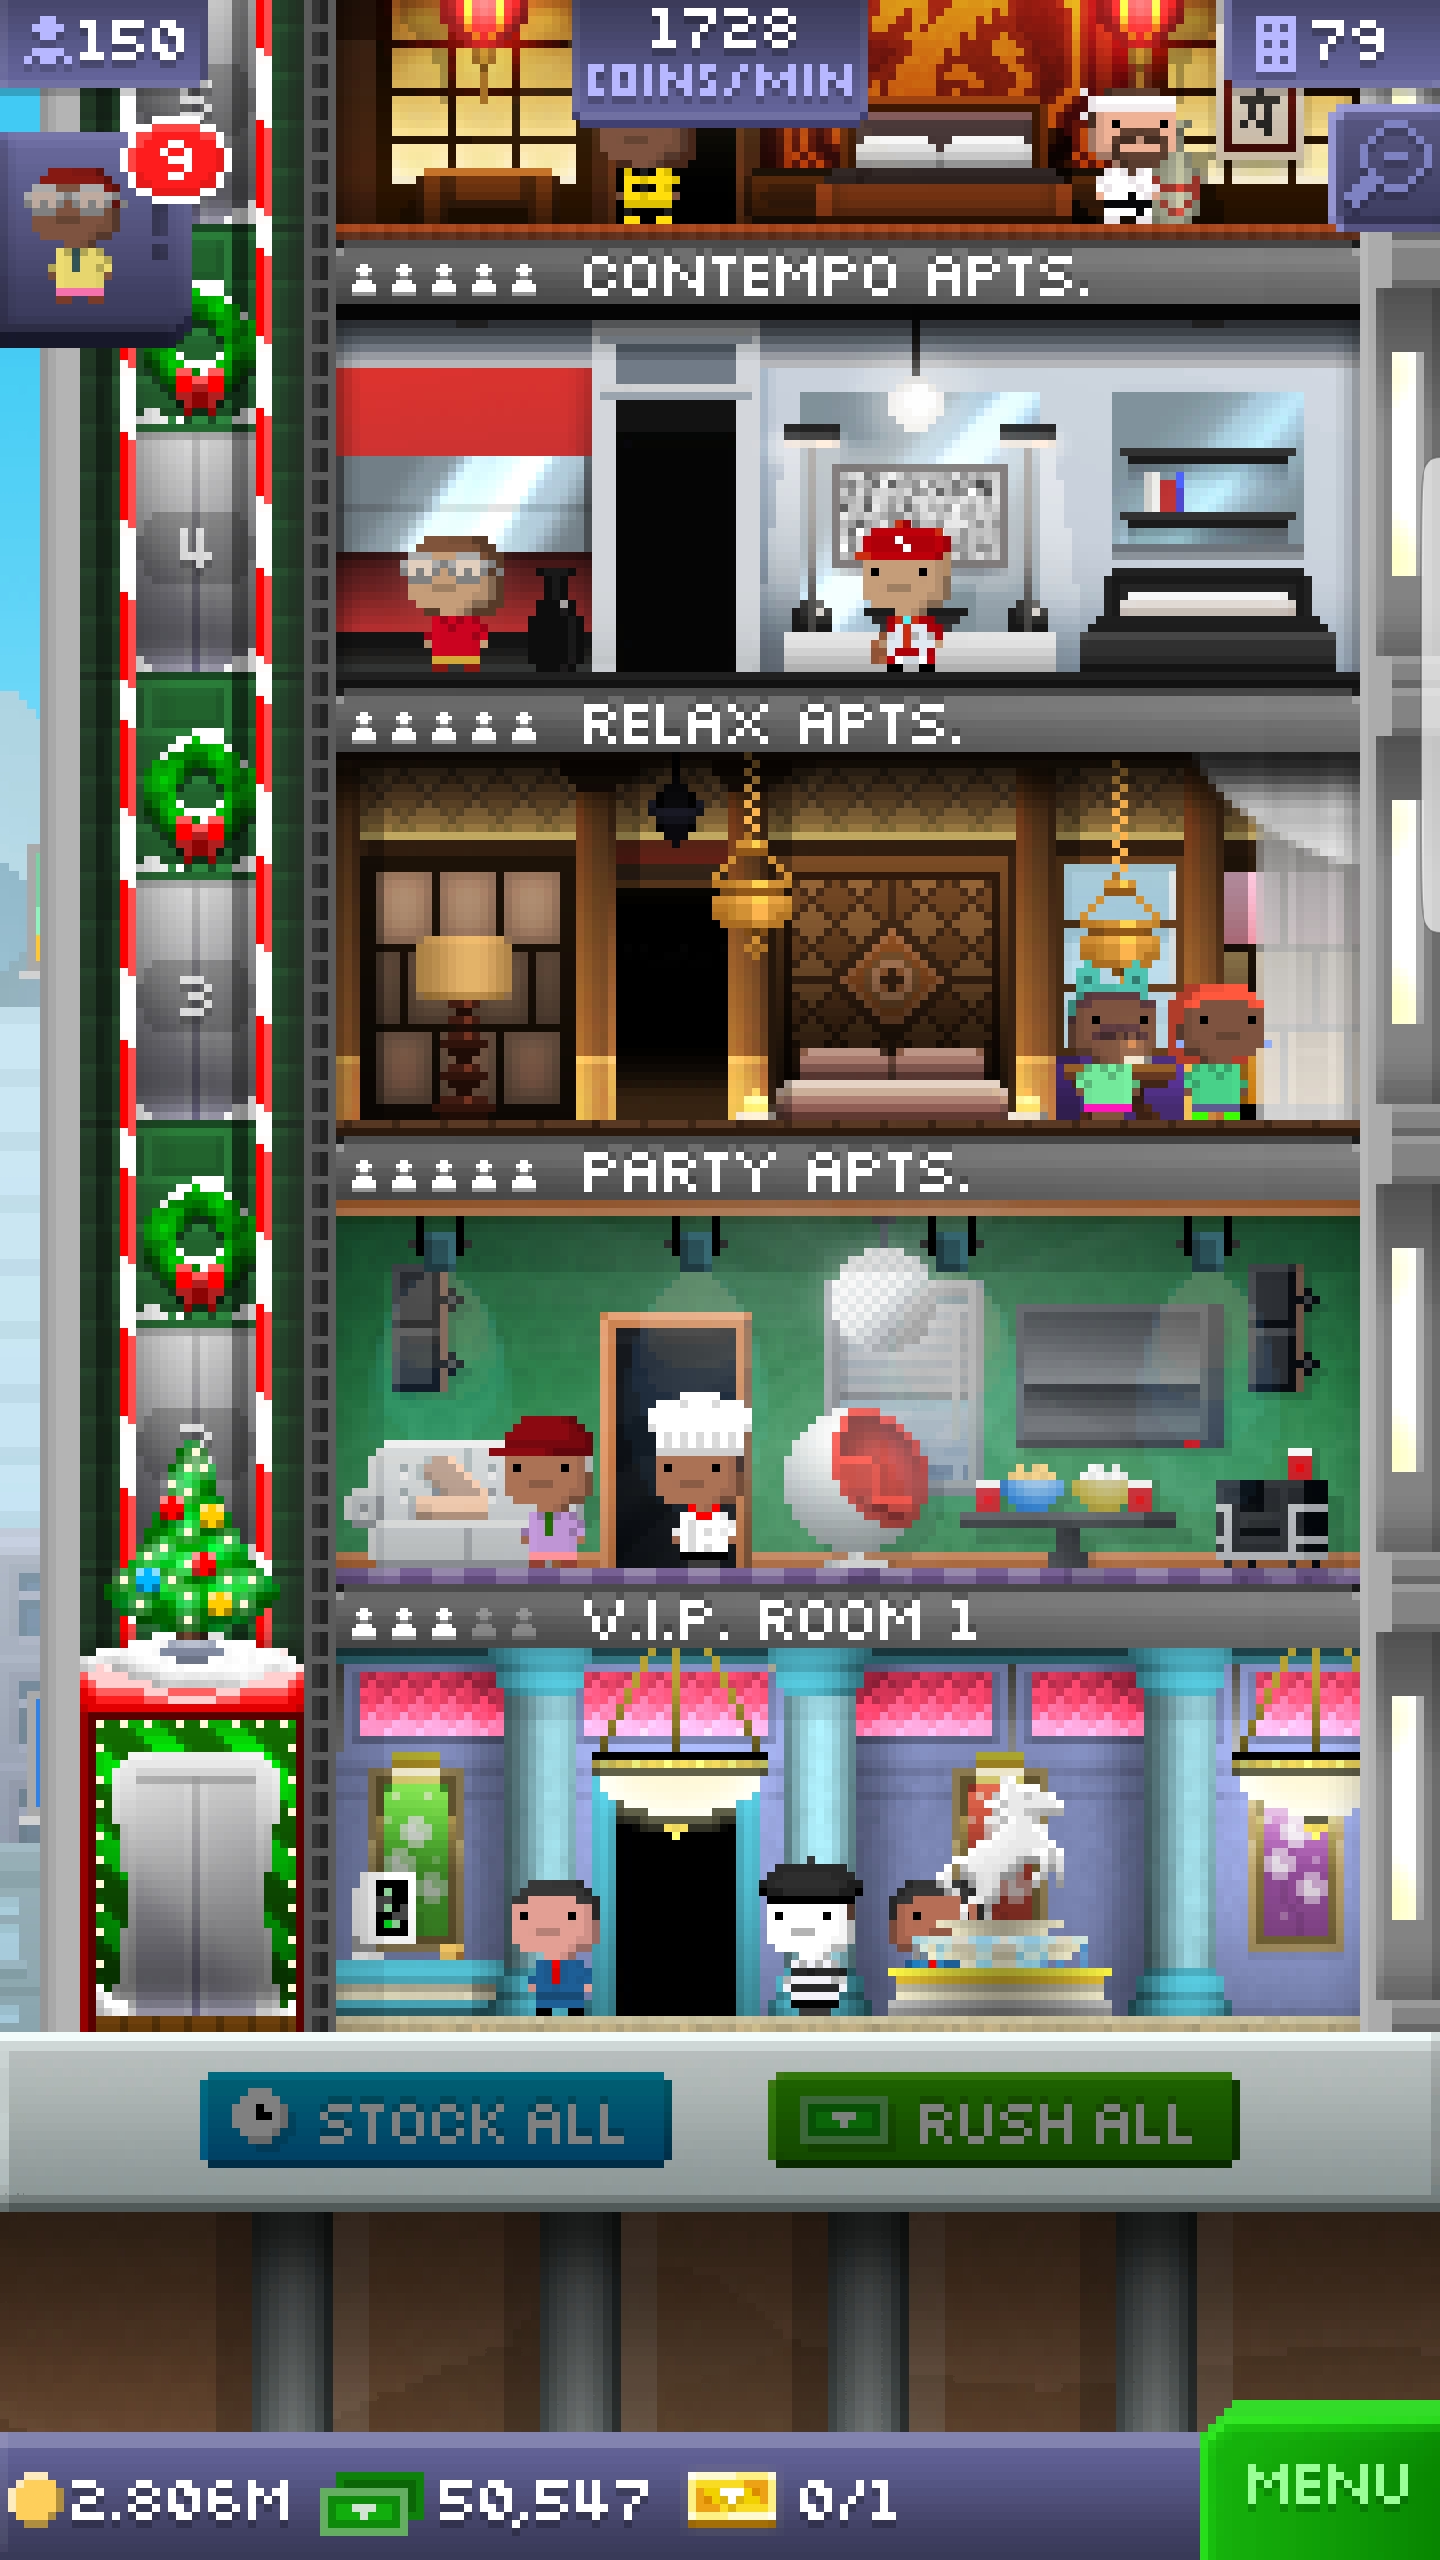 150
1728
COINS/MIN
79
5
9
CONTEMPO APTS.
4
RELAX APTS.
3
PARTY APTS.
V.I.P. ROOM 1
STOCK ALL
RUSH ALL
2.806M
50,547
0/1
MENU